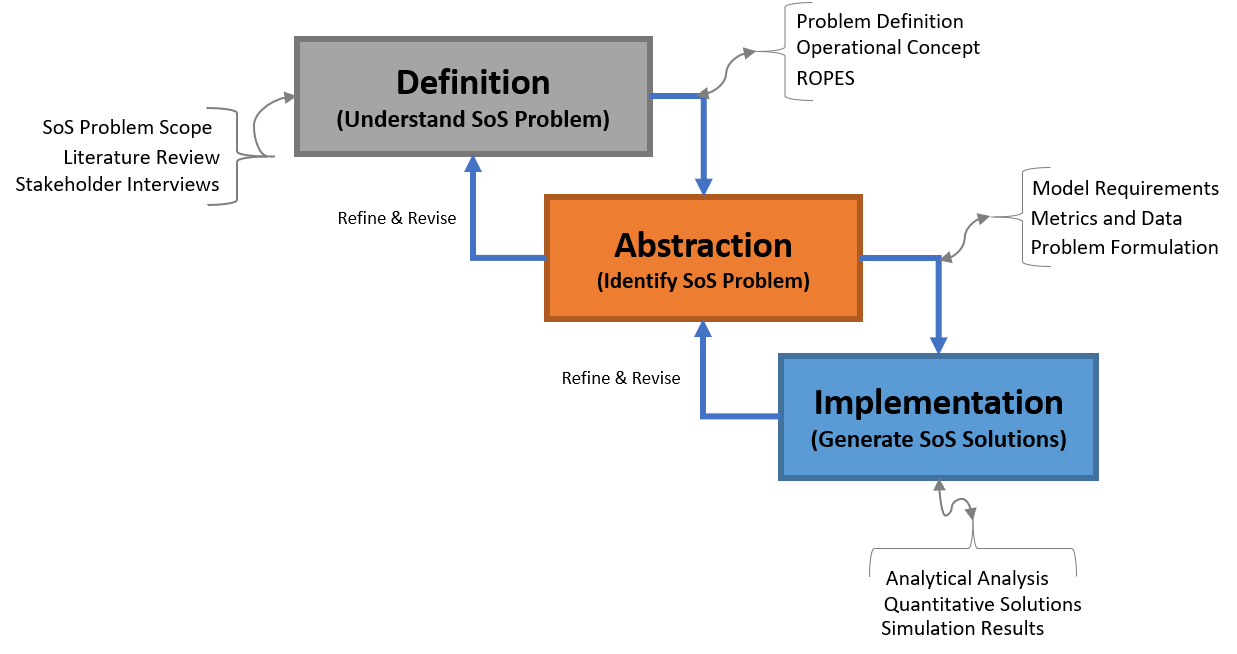 Problem Definition
Operational Concept
ROPES
Definition
(Understand SoS Problem)
SoS Problem Scope
Literature Review
Stakeholder Interviews
Refine & Revise
Abstraction
(Identify SoS Problem)
Model Requirements
Metrics and Data
Problem Formulation
Refine & Revise
Implementation
(Generate SoS Solutions)
Analytical Analysis
Quantitative Solutions
Simulation Results